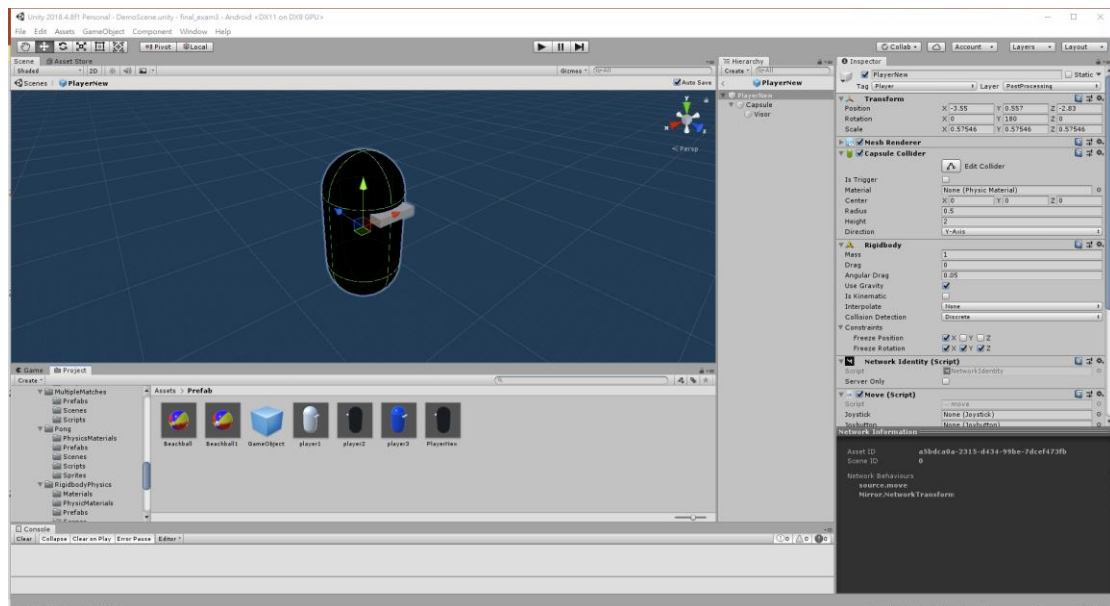 Unity 2018.4.8f1 Personal - DemoScene.unity - final_exam3 - Android <DX11 on DX9 GPU>
File Edit Assets GameObject Component Window Help
Pivot Local
Collab Account Layers Layout
Scene Asset Store
Shaded 2D Gizmos All
Scenes PlayerNew Auto Save
y
x
Persp
Hierarchy
Create All
PlayerNew
PlayerNew
Capsule
Visor
Inspector
PlayerNew Static
Tag Player Layer PostProcessing
Transform
Position X -3.55 Y 0.557 Z -2.83
Rotation X 0 Y 180 Z 0
Scale X 0.57546 Y 0.57546 Z 0.57546
Mesh Renderer
Capsule Collider
Edit Collider
Is Trigger
Material None (Physic Material)
Center X 0 Y 0 Z 0
Radius 0.5
Height 2
Direction Y-Axis
Rigidbody
Mass 1
Drag 0
Angular Drag 0.05
Use Gravity
Is Kinematic
Interpolate None
Collision Detection Discrete
Constraints
Freeze Position X Y Z
Freeze Rotation X Y Z
Network Identity (Script)
Script NetworkIdentity
Server Only
Move (Script)
Script move
Joystick None (Joystick)
Joybutton None (Joybutton)
Network Information
Asset ID a5bdca0a-2315-d434-99be-7dcef473fb
Scene ID 0
Network Behaviours
source.move
Mirror.NetworkTransform
Game Project
Create
MultipleMatches
Prefabs
Scenes
Scripts
Pong
PhysicsMaterials
Prefabs
Scenes
Scripts
Sprites
RigidbodyPhysics
Materials
PhysicMaterials
Prefabs
Scenes
Assets > Prefab
Beachball Beachball1 GameObject player1 player2 player3 PlayerNew
Console
Clear Collapse Clear on Play Error Pause Editor
0 0 0